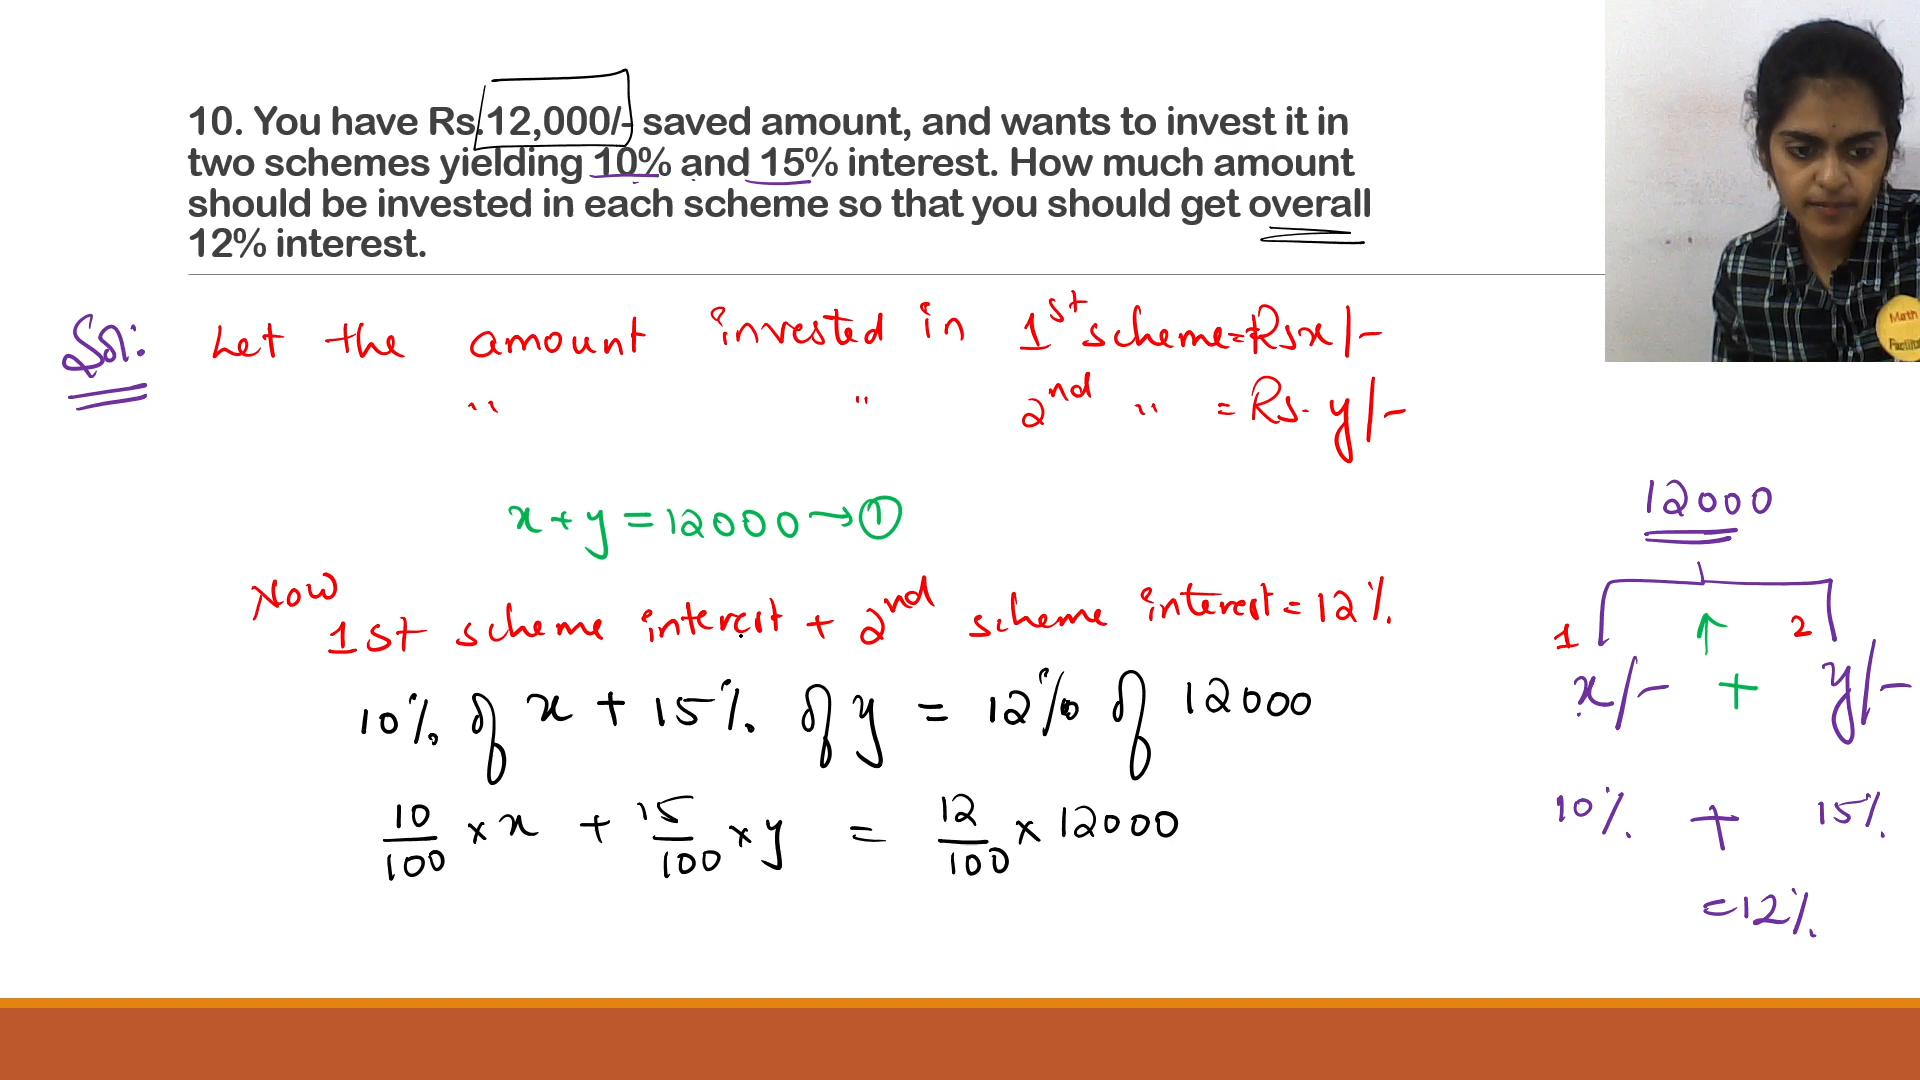 10. You have Rs.12,000/- saved amount, and wants to invest it in
two schemes yielding 10% and 15% interest. How much amount
should be invested in each scheme so that you should get overall
12% interest.
Sol: Let the amount invested in 1st scheme = Rs x/-
" " 2nd " = Rs. y/-
x + y = 12000 → ①
Now
1st scheme interest + 2nd scheme interest = 12%.
10% of x + 15% of y = 12% of 12000
10/100 × x + 15/100 × y = 12/100 × 12000
12000
1 ↑ 2
x/- + y/-
10% + 15%
= 12%
Math